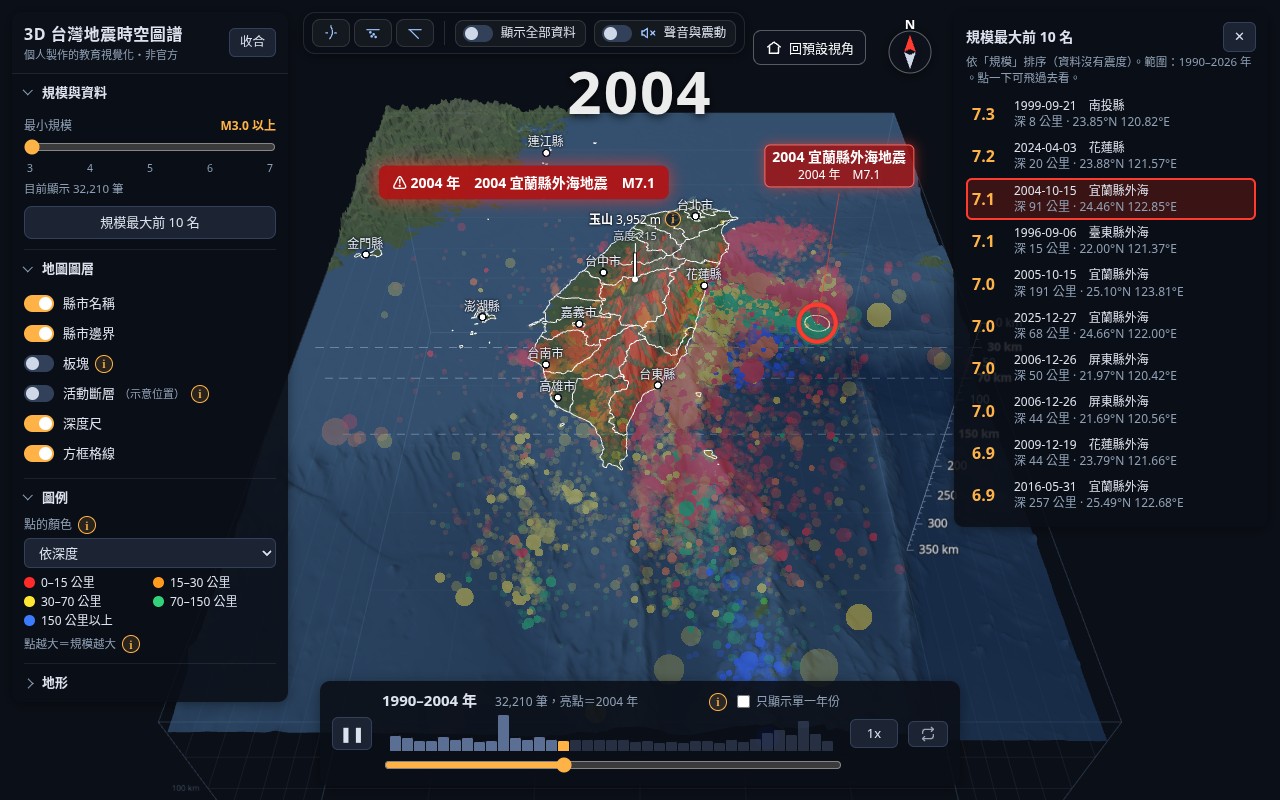 3D 台灣地震時空圖譜
個人製作的教育視覺化・非官方
收合
規模與資料
最小規模
M3.0 以上
3 4 5 6 7
目前顯示 32,210 筆
規模最大前 10 名
地圖圖層
縣市名稱
縣市邊界
板塊
活動斷層 (示意位置)
深度尺
方框格線
圖例
點的顏色
依深度
0–15 公里
15–30 公里
30–70 公里
70–150 公里
150 公里以上
點越大＝規模越大
地形
顯示全部資料
聲音與震動
回預設視角
N
2004
連江縣
2004 年 2004 宜蘭縣外海地震 M7.1
2004 宜蘭縣外海地震
2004 年 M7.1
台北市
玉山 3,952 m
金門縣
台中市
花蓮縣
澎湖縣
嘉義市
台南市
高雄市
台東縣
30 km
70 km
100
150 km
200
250
300
350 km
100 km
規模最大前 10 名
依「規模」排序（資料沒有震度）。範圍：1990–2026 年
。點一下可飛過去看。
7.3 1999-09-21 南投縣
深 8 公里 · 23.85°N 120.82°E
7.2 2024-04-03 花蓮縣
深 20 公里 · 23.88°N 121.57°E
7.1 2004-10-15 宜蘭縣外海
深 91 公里 · 24.46°N 122.85°E
7.1 1996-09-06 臺東縣外海
深 15 公里 · 22.00°N 121.37°E
7.0 2005-10-15 宜蘭縣外海
深 191 公里 · 25.10°N 123.81°E
7.0 2025-12-27 宜蘭縣外海
深 68 公里 · 24.66°N 122.00°E
7.0 2006-12-26 屏東縣外海
深 50 公里 · 21.97°N 120.42°E
7.0 2006-12-26 屏東縣外海
深 44 公里 · 21.69°N 120.56°E
6.9 2009-12-19 花蓮縣外海
深 44 公里 · 23.79°N 121.66°E
6.9 2016-05-31 宜蘭縣外海
深 257 公里 · 25.49°N 122.68°E
1990–2004 年
32,210 筆，亮點＝2004 年
只顯示單一年份
1x